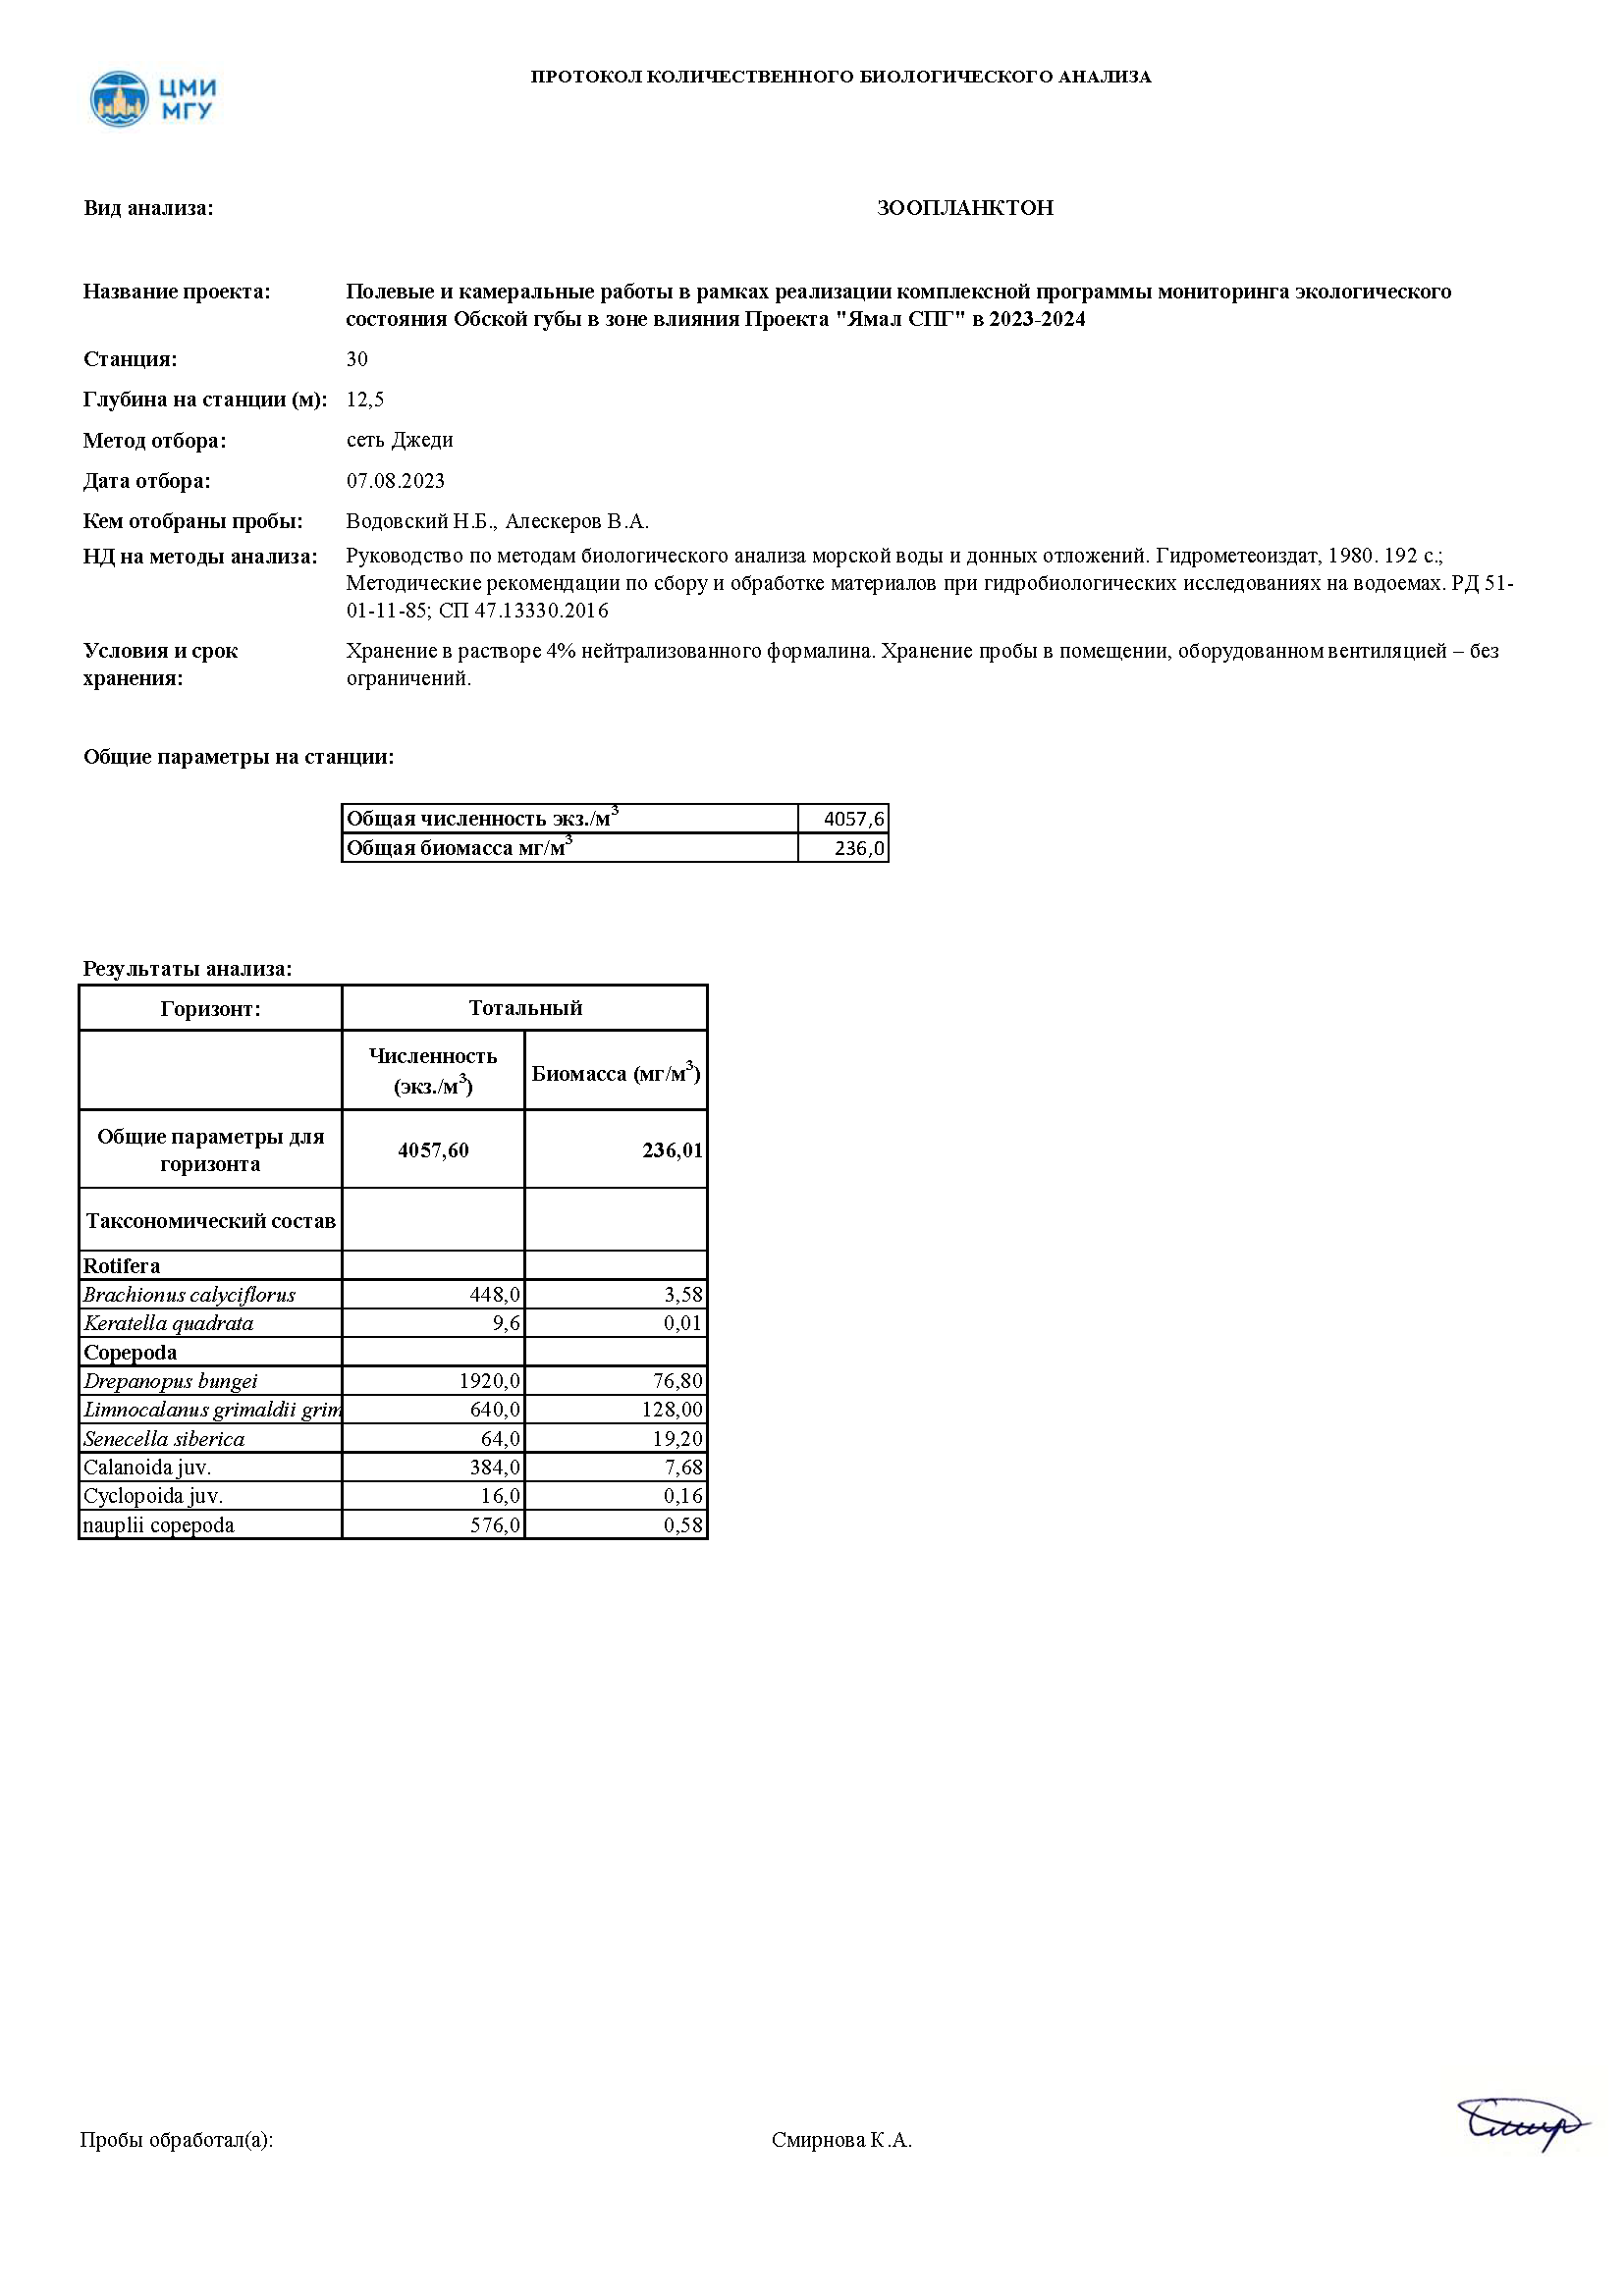 ЦМИ
МГУ
ПРОТОКОЛ КОЛИЧЕСТВЕННОГО БИОЛОГИЧЕСКОГО АНАЛИЗА
Вид анализа: ЗООПЛАНКТОН
Название проекта: Полевые и камеральные работы в рамках реализации комплексной программы мониторинга экологического
состояния Обской губы в зоне влияния Проекта "Ямал СПГ" в 2023-2024
Станция: 30
Глубина на станции (м): 12,5
Метод отбора: сеть Джеди
Дата отбора: 07.08.2023
Кем отобраны пробы: Водовский Н.Б., Алескеров В.А.
НД на методы анализа: Руководство по методам биологического анализа морской воды и донных отложений. Гидрометеоиздат, 1980. 192 с.;
Методические рекомендации по сбору и обработке материалов при гидробиологических исследованиях на водоемах. РД 51-
01-11-85; СП 47.13330.2016
Условия и срок хранения: Хранение в растворе 4% нейтрализованного формалина. Хранение пробы в помещении, оборудованном вентиляцией – без
ограничений.
Общие параметры на станции:
Общая численность экз./м³ 4057,6
Общая биомасса мг/м³ 236,0
Результаты анализа:
Горизонт: Тотальный
Численность (экз./м³) Биомасса (мг/м³)
Общие параметры для горизонта 4057,60 236,01
Таксономический состав
Rotifera
Brachionus calyciflorus 448,0 3,58
Keratella quadrata 9,6 0,01
Copepoda
Drepanopus bungei 1920,0 76,80
Limnocalanus grimaldii grim 640,0 128,00
Senecella siberica 64,0 19,20
Calanoida juv. 384,0 7,68
Cyclopoida juv. 16,0 0,16
nauplii copepoda 576,0 0,58
Пробы обработал(а): Смирнова К.А.